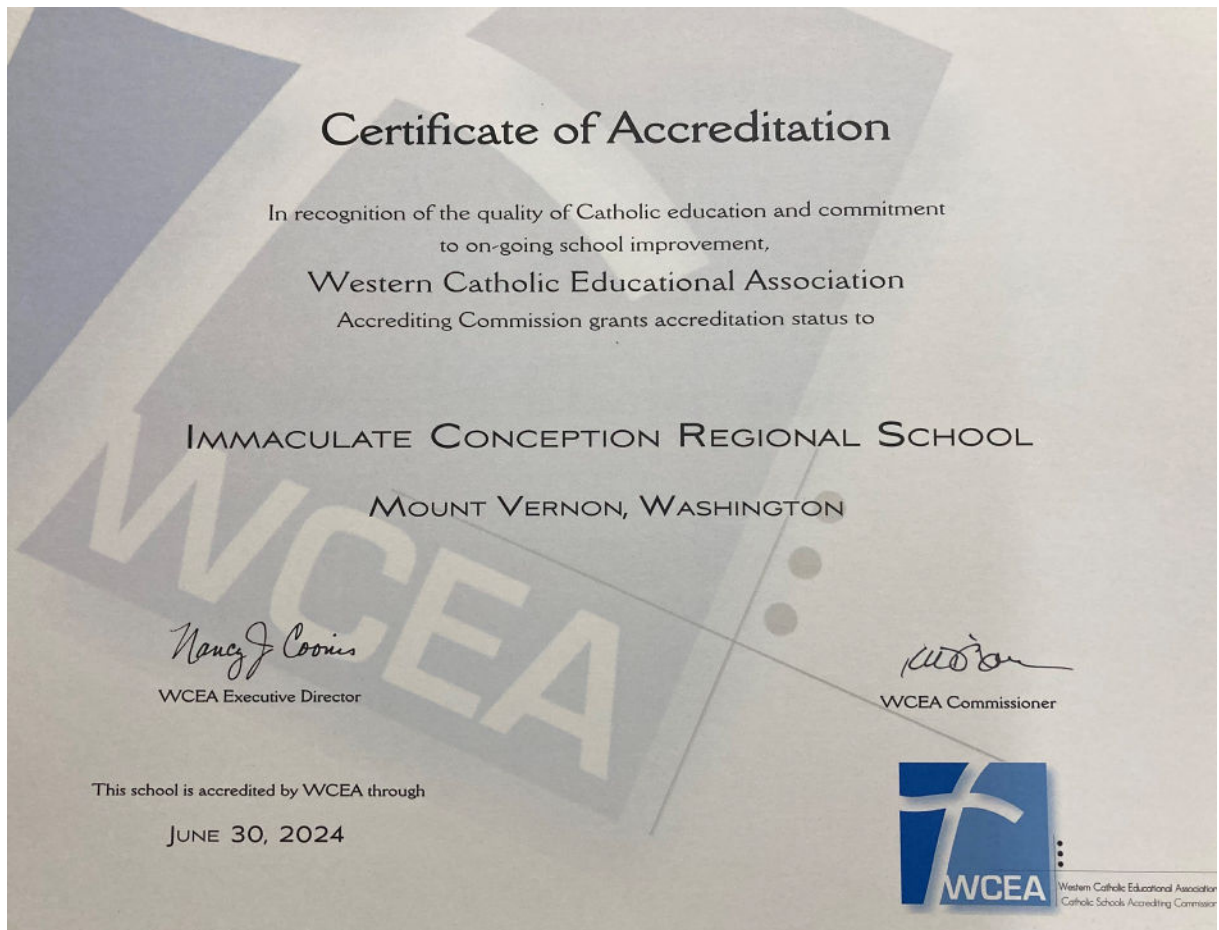 Certificate of Accreditation
In recognition of the quality of Catholic education and commitment
to on-going school improvement,
Western Catholic Educational Association
Accrediting Commission grants accreditation status to
IMMACULATE CONCEPTION REGIONAL SCHOOL
MOUNT VERNON, WASHINGTON
WCEA
Nancy J Coonis
WCEA Executive Director
WCEA Commissioner
This school is accredited by WCEA through
JUNE 30, 2024
WCEA
Western Catholic Educational Association
Catholic Schools Accrediting Commission